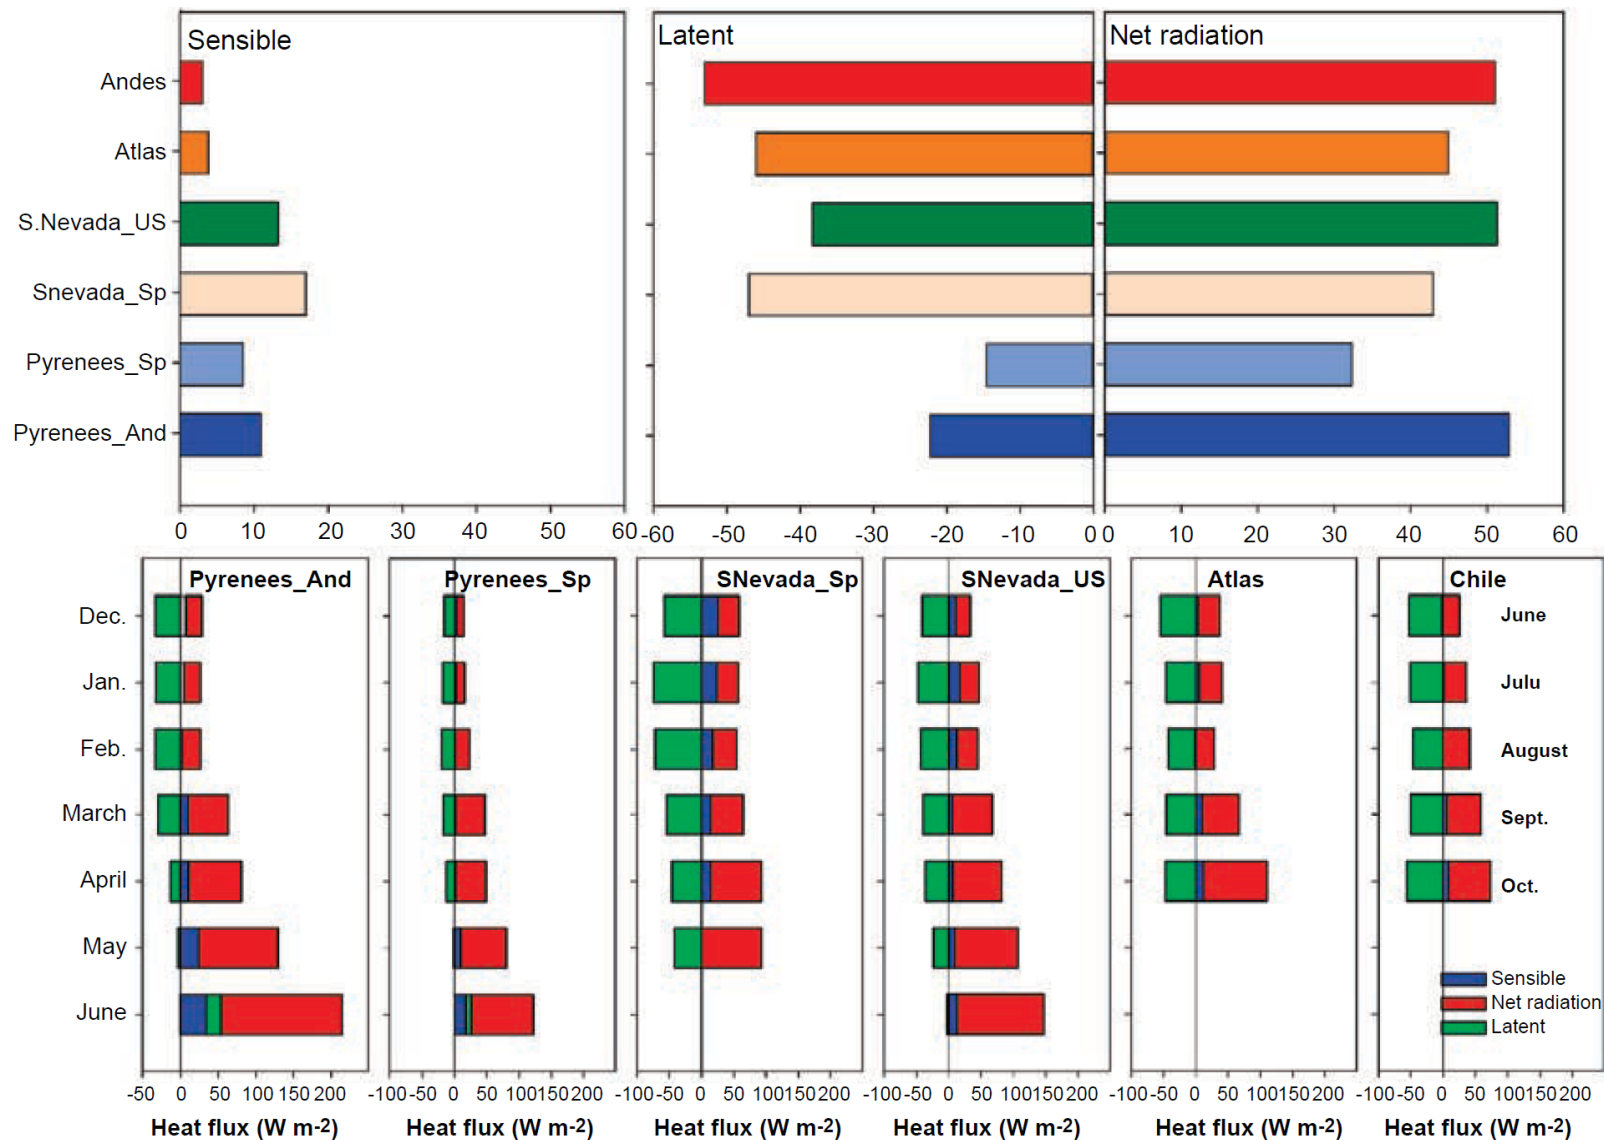 Sensible Latent Net radiation
Andes
Atlas
S.Nevada_US
Snevada_Sp
Pyrenees_Sp
Pyrenees_And
0 10 20 30 40 50 60 -60 -50 -40 -30 -20 -10 0 0 10 20 30 40 50 60
Pyrenees_And Pyrenees_Sp SNevada_Sp SNevada_US Atlas Chile
Dec. June
Jan. Julu
Feb. August
March Sept.
April Oct.
May
Sensible
Net radiation
June
Latent
-50 0 50 100 150 200 -100 -50 0 50 100 150 200 -100 -50 0 50 100 150 200 -100 -50 0 50 100 150 200 -100 -50 0 50 100 150 200 -100 -50 0 50 100 150 200
Heat flux (W m-2) Heat flux (W m-2) Heat flux (W m-2) Heat flux (W m-2) Heat flux (W m-2) Heat flux (W m-2)